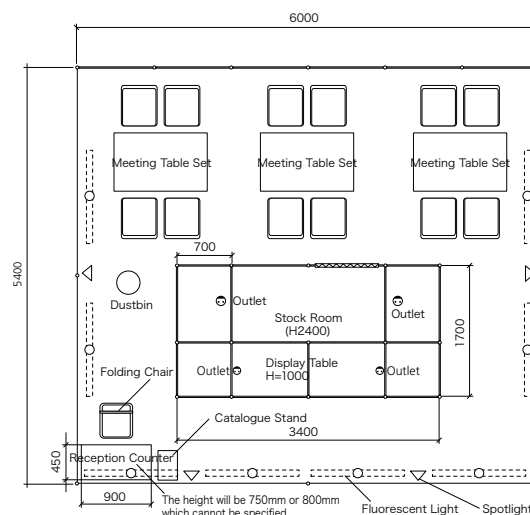 6000
Meeting Table Set Meeting Table Set Meeting Table Set
5400
700
Dustbin
Outlet
Outlet
Stock Room
(H2400)
1700
Folding Chair
Outlet
Display Table
H=1000
Outlet
Catalogue Stand
3400
Reception Counter
450
900
The height will be 750mm or 800mm
which cannot be specified
Fluorescent Light
Spotlight